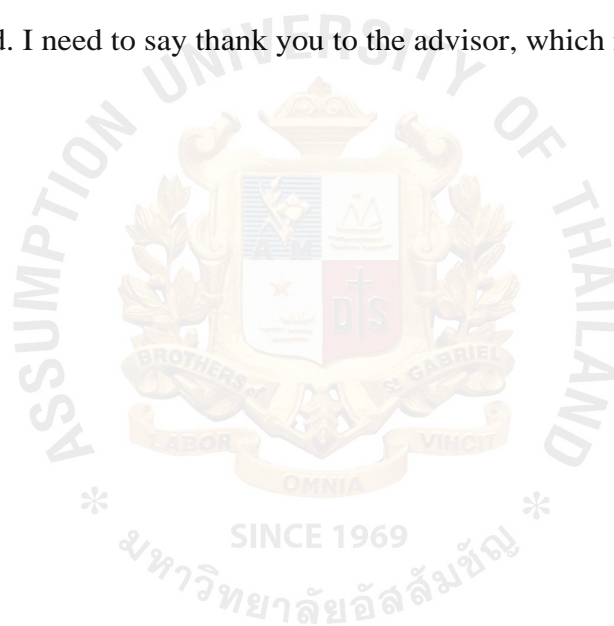 d. I need to say thank you to the advisor, which
ASSUMPTION UNIVERSITY OF THAILAND
A M
D S
BROTHERS of St GABRIEL
LABOR OMNIA VINCIT
SINCE 1969
มหาวิทยาลัยอัสสัมชัญ